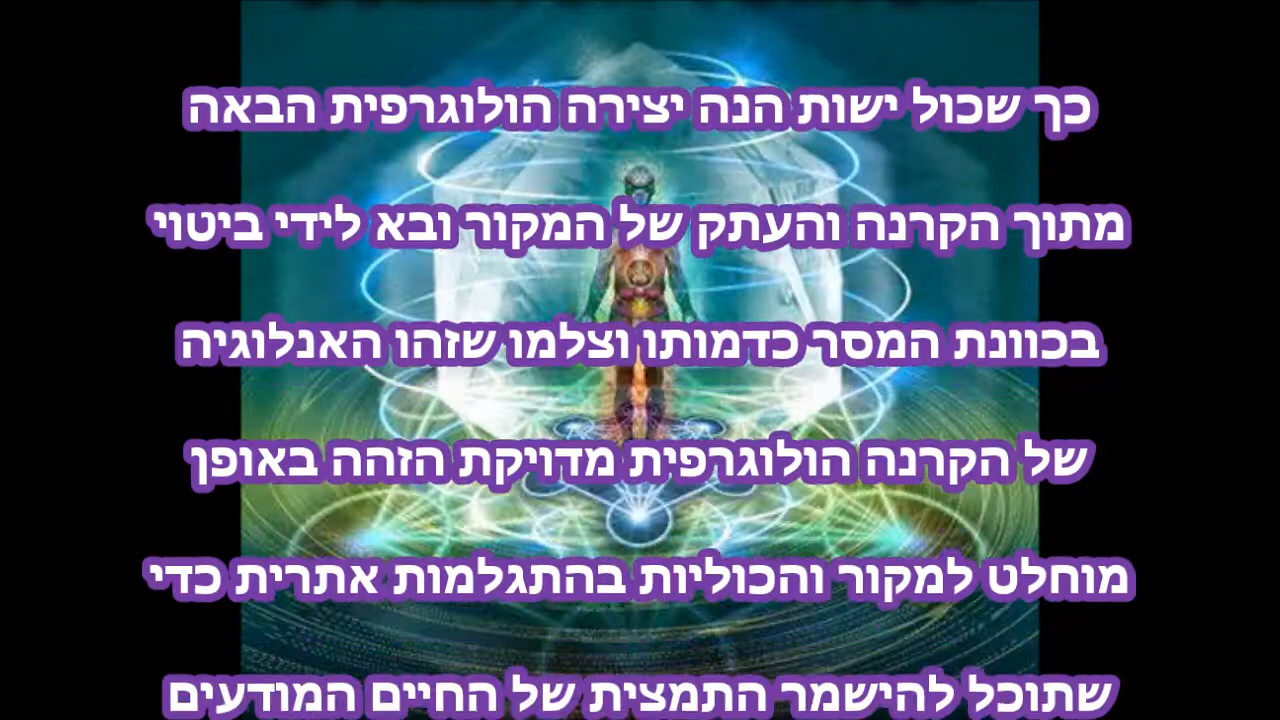 כך שכול ישות הנה יצירה הולוגרפית הבאה
מתוך הקרנה והעתק של המקור ובא לידי ביטוי
בכוונת המסר כדמותו וצלמו שזהו האנלוגיה
של הקרנה הולוגרפית מדויקת הזהה באופן
מוחלט למקור והכוליות בהתגלמות אתרית כדי
שתוכל להישמר התמצית של החיים המודעים